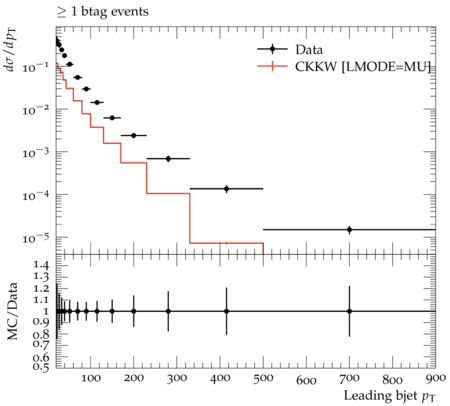 ≥ 1 btag events
dσ/dpT
10⁻¹
10⁻²
10⁻³
10⁻⁴
10⁻⁵
Data
CKKW [LMODE=MU]
MC/Data
1.4
1.3
1.2
1.1
1
0.9
0.8
0.7
0.6
0.5
100 200 300 400 500 600 700 800 900
Leading bjet pT